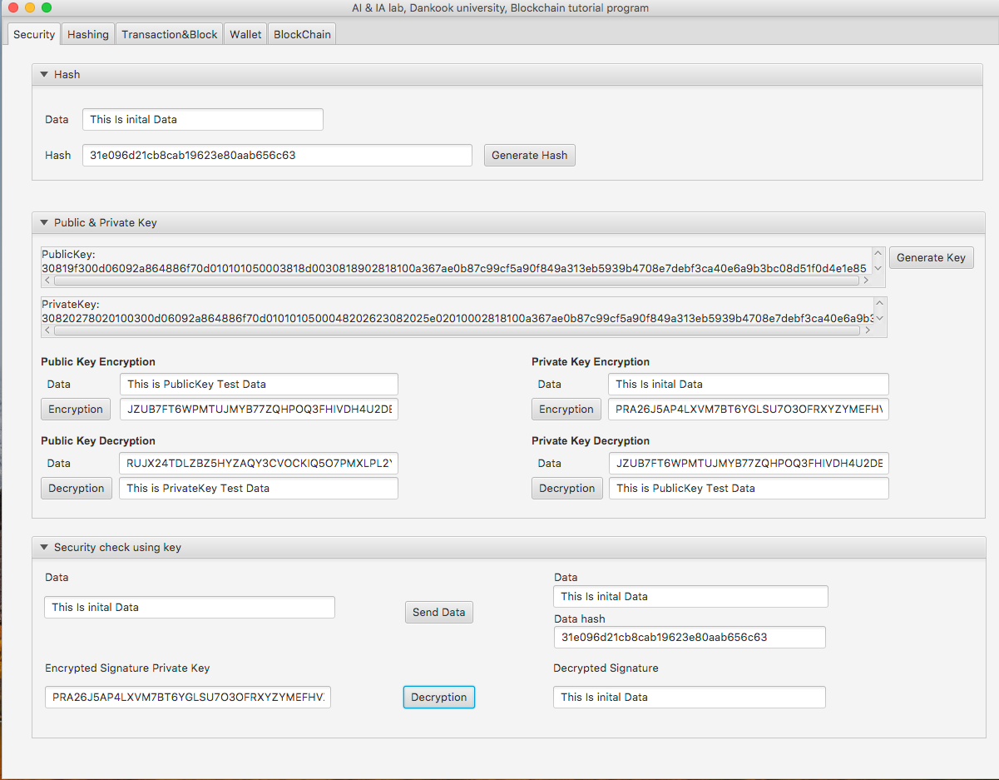 AI & IA lab, Dankook university, Blockchain tutorial program
Security Hashing Transaction&Block Wallet BlockChain
Hash
Data This Is inital Data
Hash 31e096d21cb8cab19623e80aab656c63 Generate Hash
Public & Private Key
PublicKey:
30819f300d06092a864886f70d010101050003818d0030818902818100a367ae0b87c99cf5a90f849a313eb5939b4708e7debf3ca40e6a9b3bc08d51f0d4e1e85
Generate Key
PrivateKey:
30820278020100300d06092a864886f70d0101010500048202623082025e02010002818100a367ae0b87c99cf5a90f849a313eb5939b4708e7debf3ca40e6a9b3
Public Key Encryption
Data This is PublicKey Test Data
Encryption JZUB7FT6WPMTUJMYB77ZQHPOQ3FHIVDH4U2DE
Public Key Decryption
Data RUJX24TDLZBZ5HYZAQY3CVOCKIQ5O7PMXLPL2Y
Decryption This is PrivateKey Test Data
Private Key Encryption
Data This Is inital Data
Encryption PRA26J5AP4LXVM7BT6YGLSU7O3OFRXYZYMEFHV
Private Key Decryption
Data JZUB7FT6WPMTUJMYB77ZQHPOQ3FHIVDH4U2DE
Decryption This is PublicKey Test Data
Security check using key
Data
This Is inital Data
Send Data
Data
This Is inital Data
Data hash
31e096d21cb8cab19623e80aab656c63
Encrypted Signature Private Key
PRA26J5AP4LXVM7BT6YGLSU7O3OFRXYZYMEFHV
Decryption
Decrypted Signature
This Is inital Data